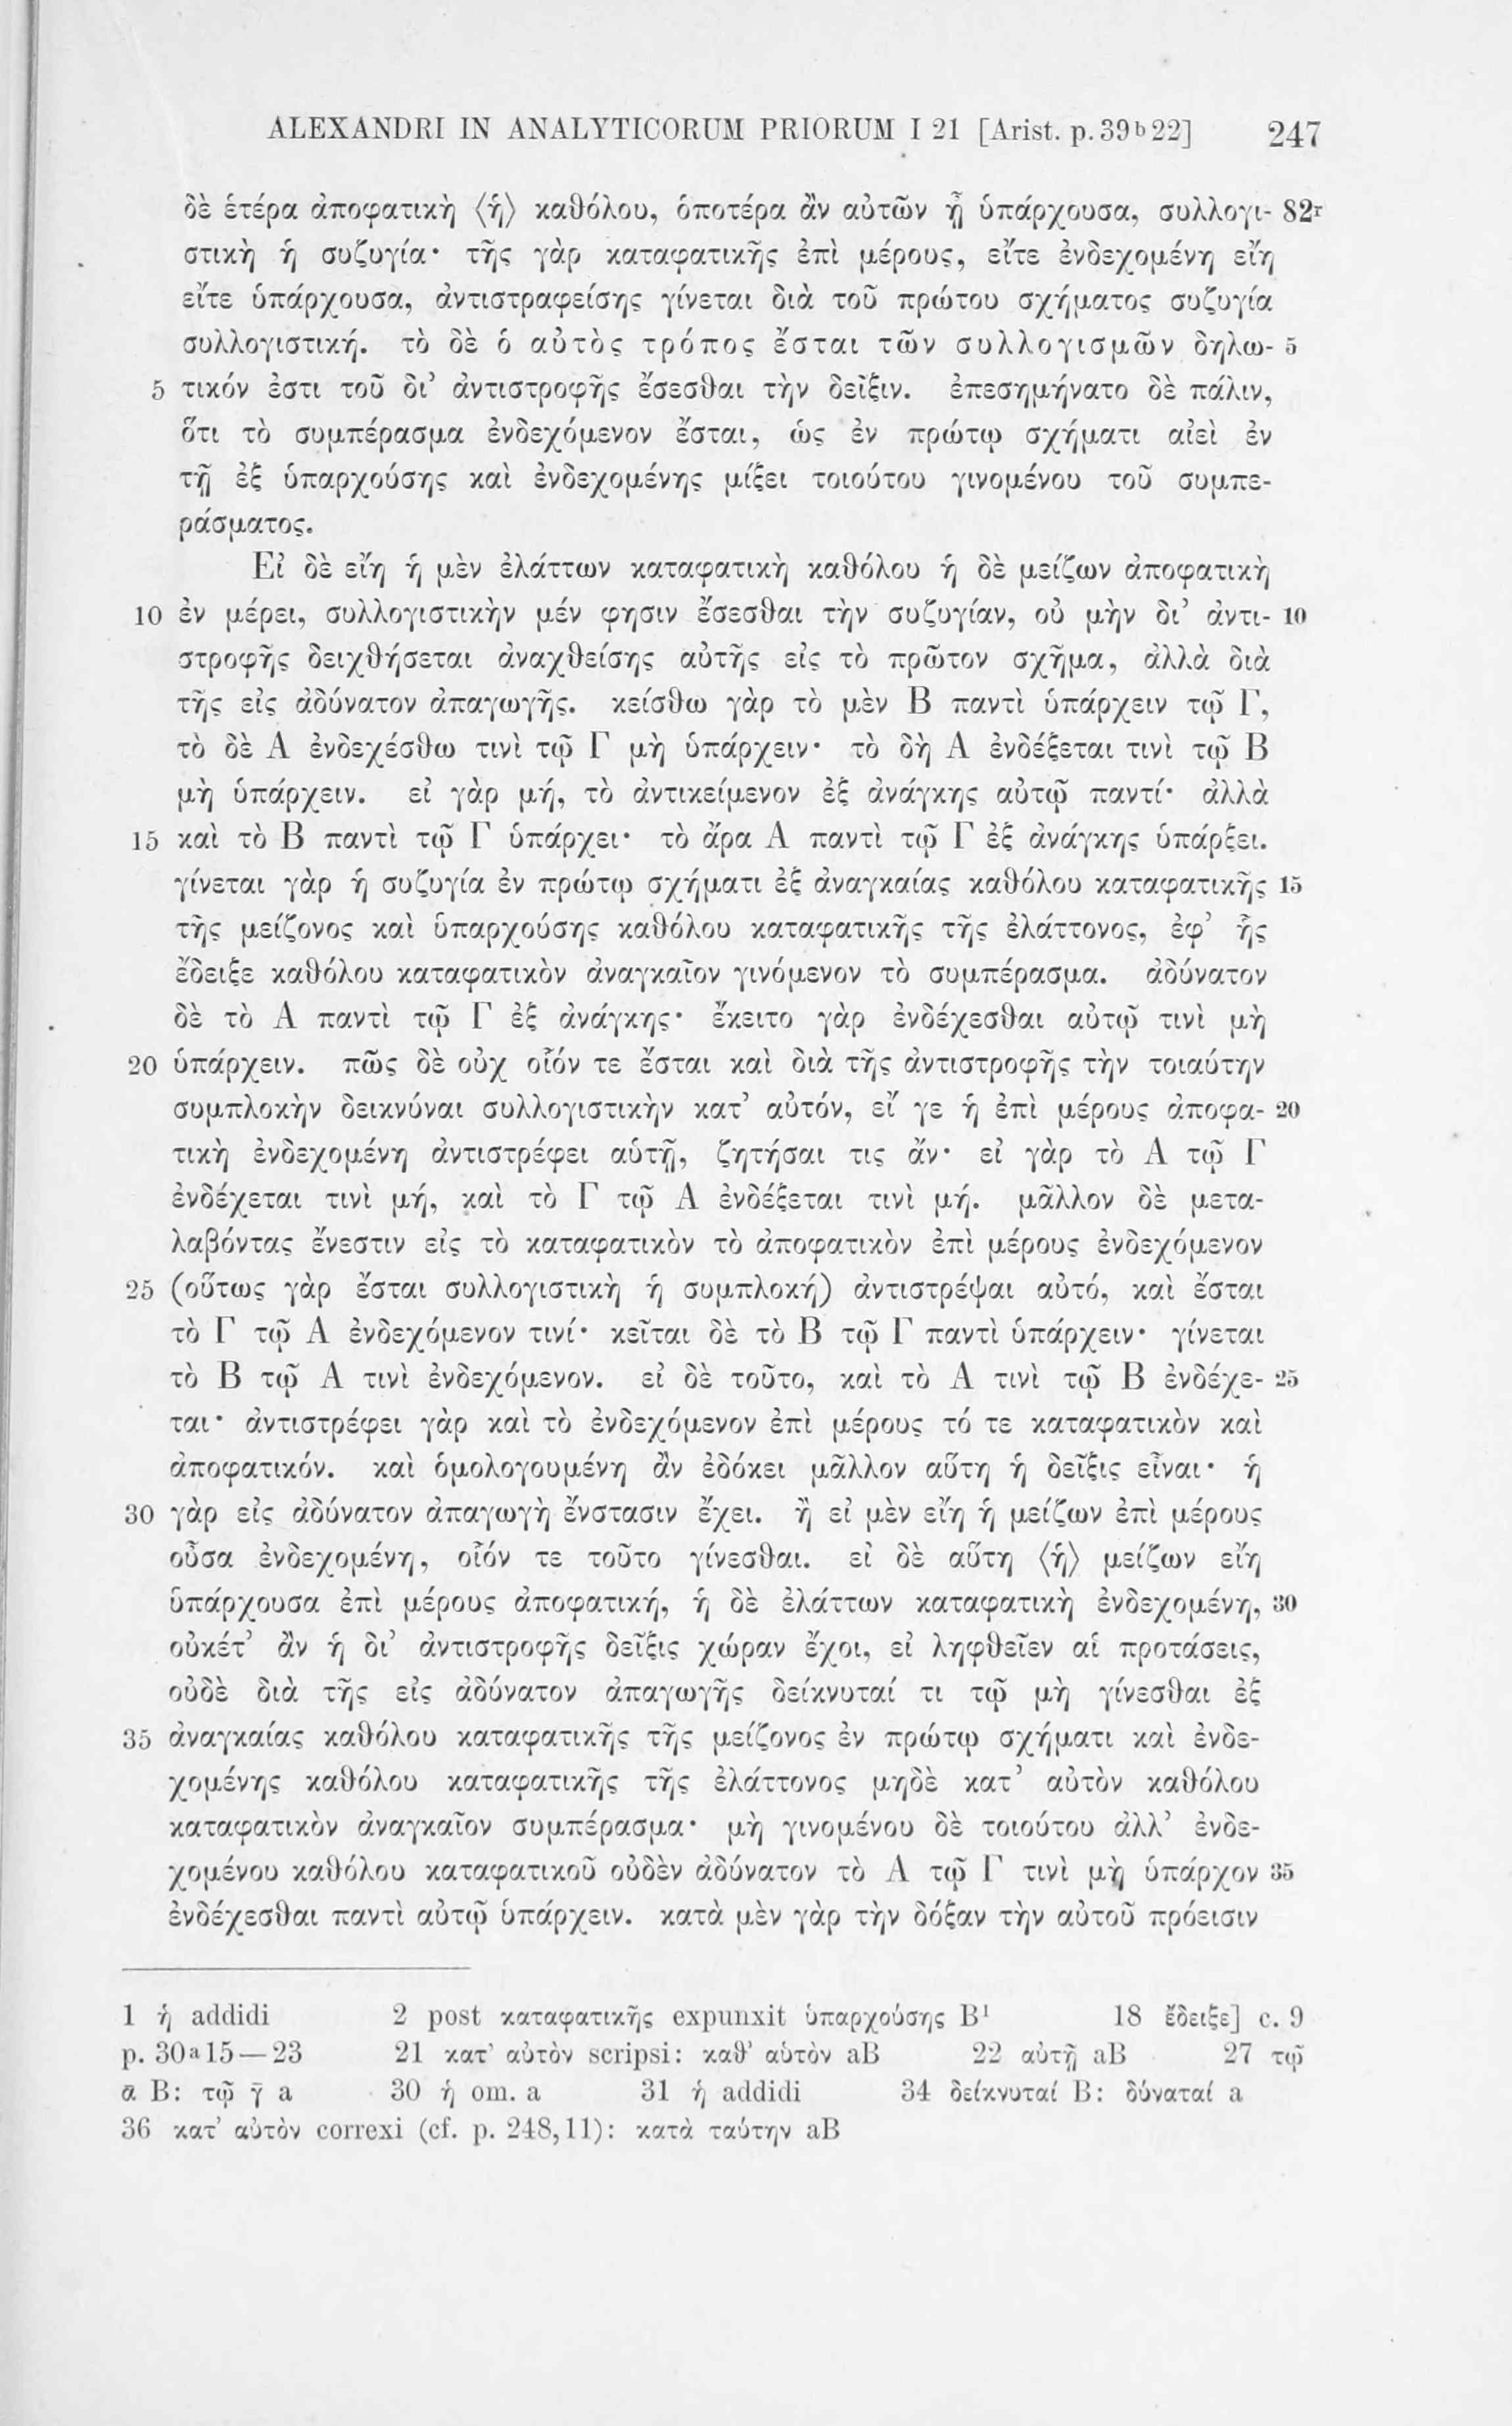 ALEXANDRI IN ANALYTICORUM PRIORUM I 21 [Arist. p. 39ᵇ22] 247
δὲ ἑτέρα ἀποφατικὴ ⟨ἡ⟩ καθόλου, ὁποτέρα ἂν αὐτῶν ᾖ ὑπάρχουσα, συλλογι- 82ʳ
στικὴ ἡ συζυγία· τῆς γὰρ καταφατικῆς ἐπὶ μέρους, εἴτε ἐνδεχομένη εἴη
εἴτε ὑπάρχουσα, ἀντιστραφείσης γίνεται διὰ τοῦ πρώτου σχήματος συζυγία
συλλογιστική. τὸ δὲ ὁ αὐτὸς τρόπος ἔσται τῶν συλλογισμῶν δηλω- 5
5 τικόν ἐστι τοῦ δι' ἀντιστροφῆς ἔσεσθαι τὴν δεῖξιν. ἐπεσημήνατο δὲ πάλιν,
ὅτι τὸ συμπέρασμα ἐνδεχόμενον ἔσται, ὡς ἐν πρώτῳ σχήματι αἰεὶ ἐν
τῇ ἐξ ὑπαρχούσης καὶ ἐνδεχομένης μίξει τοιούτου γινομένου τοῦ συμπε-
ράσματος.
Εἰ δὲ εἴη ἡ μὲν ἐλάττων καταφατικὴ καθόλου ἡ δὲ μείζων ἀποφατικὴ
10 ἐν μέρει, συλλογιστικὴν μέν φησιν ἔσεσθαι τὴν συζυγίαν, οὐ μὴν δι' ἀντι- 10
στροφῆς δειχθήσεται ἀναχθείσης αὐτῆς εἰς τὸ πρῶτον σχῆμα, ἀλλὰ διὰ
τῆς εἰς ἀδύνατον ἀπαγωγῆς. κείσθω γὰρ τὸ μὲν Β παντὶ ὑπάρχειν τῷ Γ,
τὸ δὲ Α ἐνδεχέσθω τινὶ τῷ Γ μὴ ὑπάρχειν· τὸ δὴ Α ἐνδέξεται τινὶ τῷ Β
μὴ ὑπάρχειν. εἰ γὰρ μή, τὸ ἀντικείμενον ἐξ ἀνάγκης αὐτῷ παντί· ἀλλὰ
15 καὶ τὸ Β παντὶ τῷ Γ ὑπάρχει· τὸ ἄρα Α παντὶ τῷ Γ ἐξ ἀνάγκης ὑπάρξει.
γίνεται γὰρ ἡ συζυγία ἐν πρώτῳ σχήματι ἐξ ἀναγκαίας καθόλου καταφατικῆς 15
τῆς μείζονος καὶ ὑπαρχούσης καθόλου καταφατικῆς τῆς ἐλάττονος, ἐφ' ἧς
ἔδειξε καθόλου καταφατικὸν ἀναγκαῖον γινόμενον τὸ συμπέρασμα. ἀδύνατον
δὲ τὸ Α παντὶ τῷ Γ ἐξ ἀνάγκης· ἔκειτο γὰρ ἐνδέχεσθαι αὐτῷ τινὶ μὴ
20 ὑπάρχειν. πῶς δὲ οὐχ οἷόν τε ἔσται καὶ διὰ τῆς ἀντιστροφῆς τὴν τοιαύτην
συμπλοκὴν δεικνύναι συλλογιστικὴν κατ' αὐτόν, εἴ γε ἡ ἐπὶ μέρους ἀποφα- 20
τικὴ ἐνδεχομένη ἀντιστρέφει αὑτῇ, ζητήσαι τις ἄν· εἰ γὰρ τὸ Α τῷ Γ
ἐνδέχεται τινὶ μή, καὶ τὸ Γ τῷ Α ἐνδέξεται τινὶ μή. μᾶλλον δὲ μετα-
λαβόντας ἔνεστιν εἰς τὸ καταφατικὸν τὸ ἀποφατικὸν ἐπὶ μέρους ἐνδεχόμενον
25 (οὕτως γὰρ ἔσται συλλογιστικὴ ἡ συμπλοκή) ἀντιστρέψαι αὐτό, καὶ ἔσται
τὸ Γ τῷ Α ἐνδεχόμενον τινί· κεῖται δὲ τὸ Β τῷ Γ παντὶ ὑπάρχειν· γίνεται
τὸ Β τῷ Α τινὶ ἐνδεχόμενον. εἰ δὲ τοῦτο, καὶ τὸ Α τινὶ τῷ Β ἐνδέχε- 25
ται· ἀντιστρέφει γὰρ καὶ τὸ ἐνδεχόμενον ἐπὶ μέρους τό τε καταφατικὸν καὶ
ἀποφατικόν. καὶ ὁμολογουμένη ἂν ἐδόκει μᾶλλον αὕτη ἡ δεῖξις εἶναι· ἡ
30 γὰρ εἰς ἀδύνατον ἀπαγωγὴ ἔνστασιν ἔχει. ἢ εἰ μὲν εἴη ἡ μείζων ἐπὶ μέρους
οὖσα ἐνδεχομένη, οἷόν τε τοῦτο γίνεσθαι. εἰ δὲ αὕτη ⟨ἡ⟩ μείζων εἴη
ὑπάρχουσα ἐπὶ μέρους ἀποφατική, ἡ δὲ ἐλάττων καταφατικὴ ἐνδεχομένη, 30
οὐκέτ' ἂν ἡ δι' ἀντιστροφῆς δεῖξις χώραν ἔχοι, εἰ ληφθεῖεν αἱ προτάσεις,
οὐδὲ διὰ τῆς εἰς ἀδύνατον ἀπαγωγῆς δείκνυταί τι τῷ μὴ γίνεσθαι ἐξ
35 ἀναγκαίας καθόλου καταφατικῆς τῆς μείζονος ἐν πρώτῳ σχήματι καὶ ἐνδε-
χομένης καθόλου καταφατικῆς τῆς ἐλάττονος μηδὲ κατ' αὐτὸν καθόλου
καταφατικὸν ἀναγκαῖον συμπέρασμα· μὴ γινομένου δὲ τοιούτου ἀλλ' ἐνδε-
χομένου καθόλου καταφατικοῦ οὐδὲν ἀδύνατον τὸ Α τῷ Γ τινὶ μὴ ὑπάρχον 35
ἐνδέχεσθαι παντὶ αὐτῷ ὑπάρχειν. κατὰ μὲν γὰρ τὴν δόξαν τὴν αὐτοῦ πρόεισιν
1 ἡ addidi 2 post καταφατικῆς expunxit ὑπαρχούσης B¹ 18 ἔδειξε] c. 9
p. 30ᵃ15—23 21 κατ' αὐτὸν scripsi: καθ' αὑτὸν aB 22 αὐτῇ aB 27 τῷ
ᾱ B: τῷ γ̄ a 30 ἡ om. a 31 ἡ addidi 34 δείκνυταί B: δύναταί a
36 κατ' αὐτὸν correxi (cf. p. 248,11): κατὰ ταύτην aB